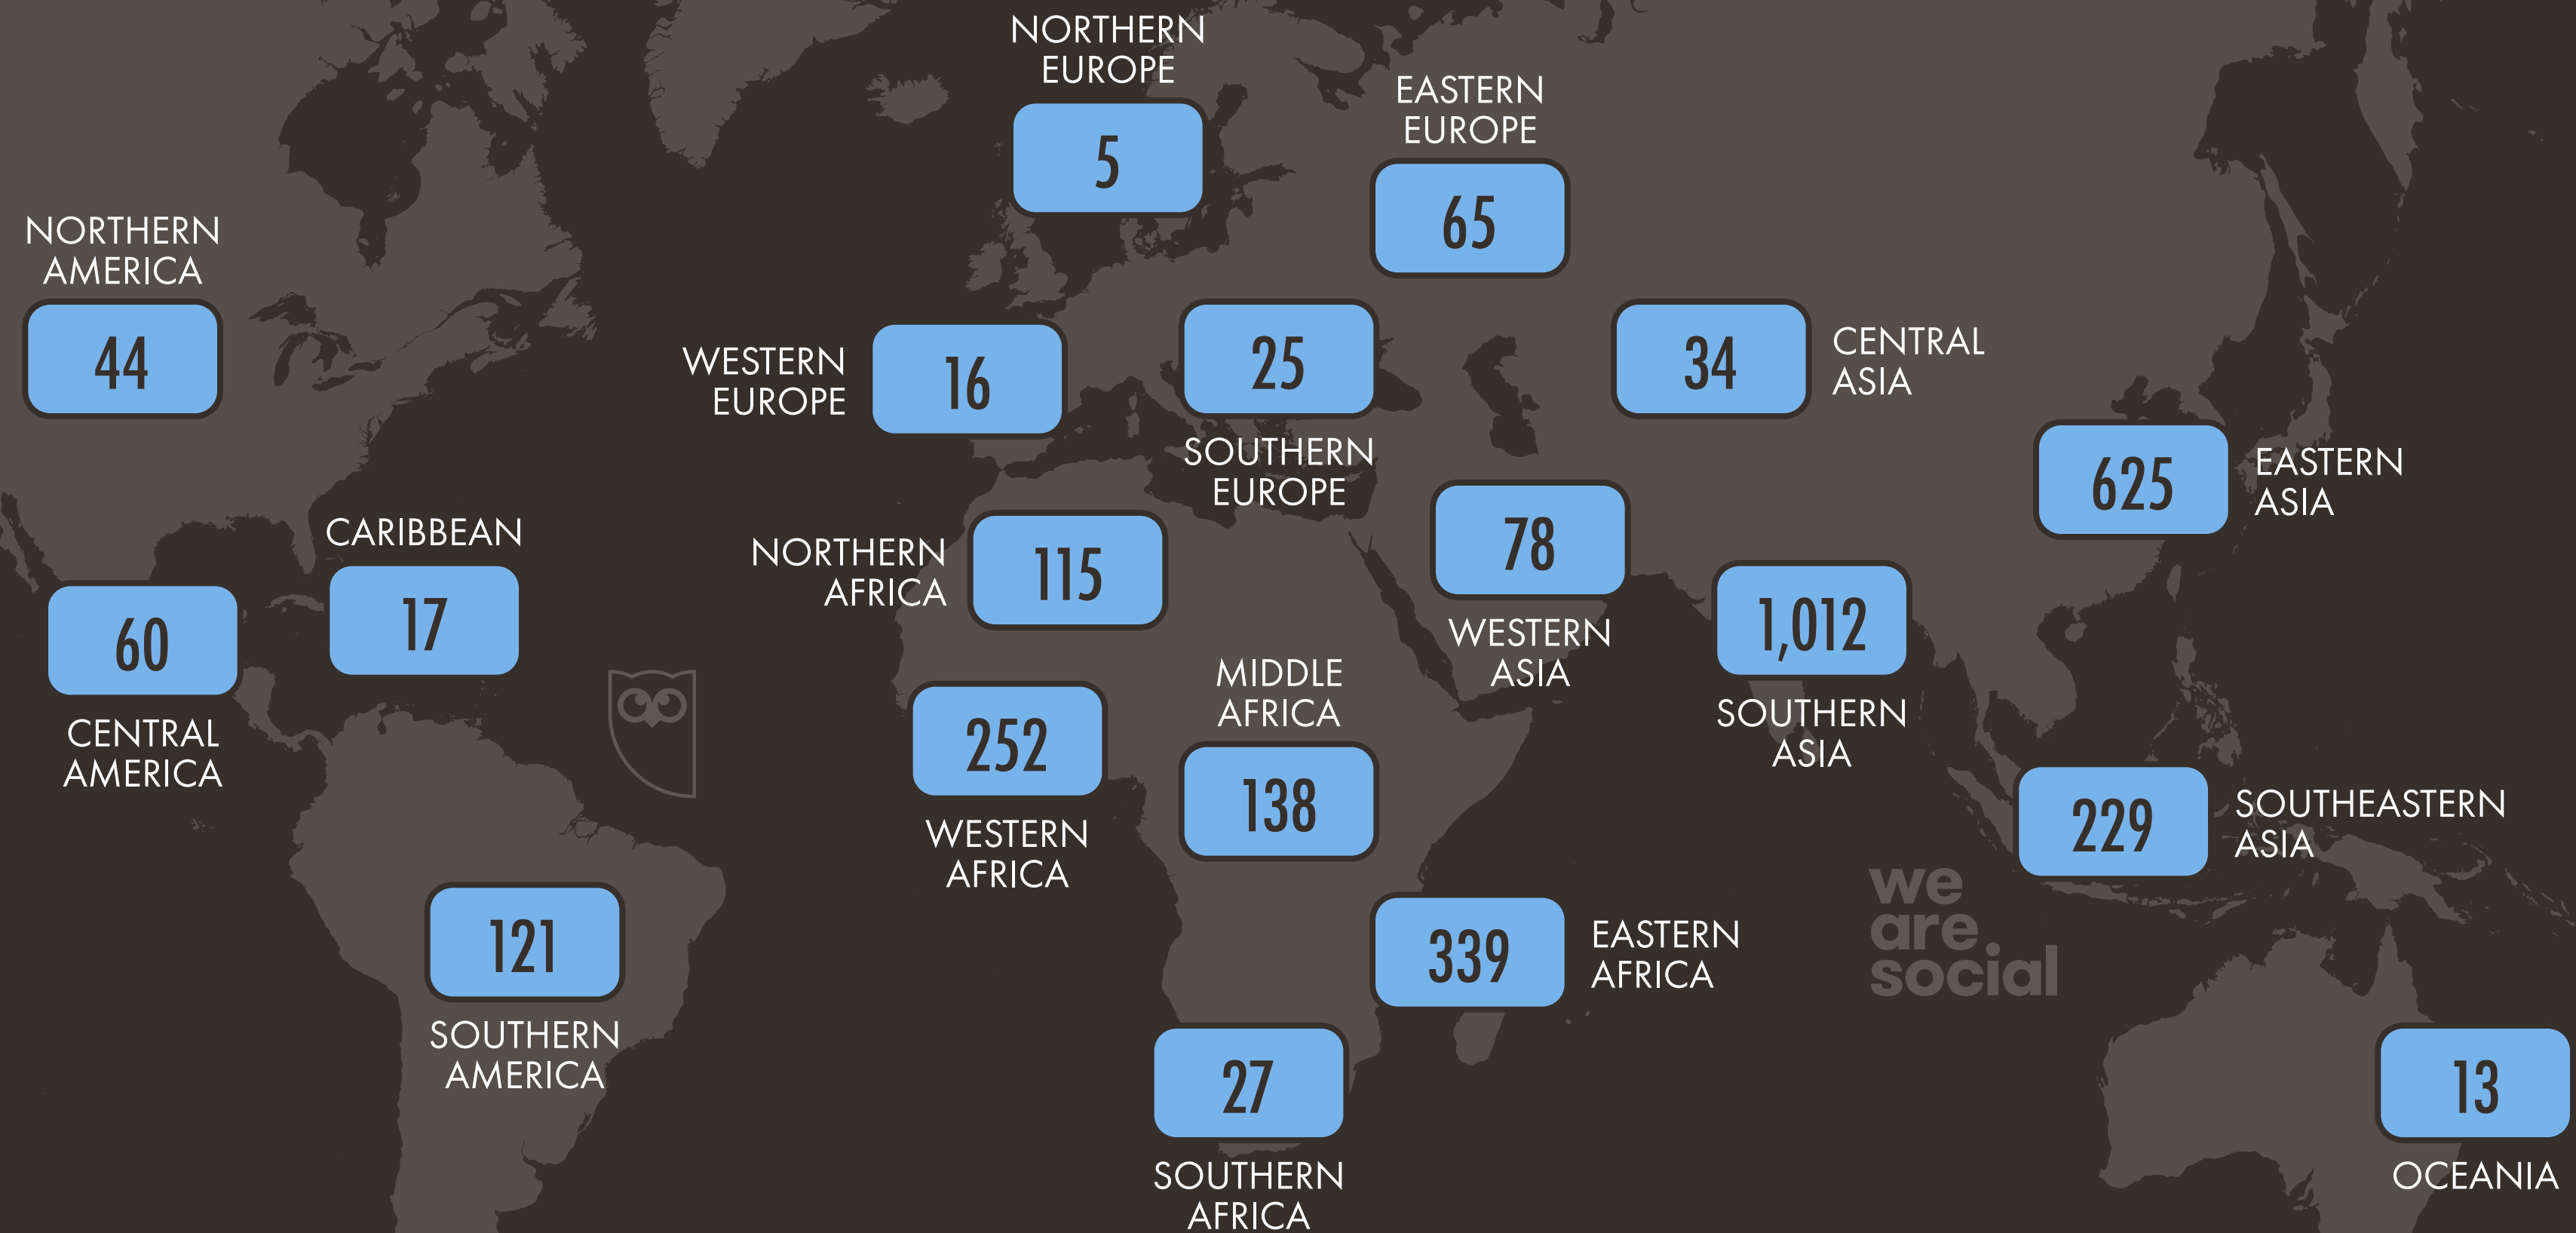 NORTHERN
EUROPE
5
EASTERN
EUROPE
65
NORTHERN
AMERICA
44
WESTERN
EUROPE
16
25
SOUTHERN
EUROPE
34
CENTRAL
ASIA
625
EASTERN
ASIA
CARIBBEAN
17
60
CENTRAL
AMERICA
NORTHERN
AFRICA
115
78
WESTERN
ASIA
1,012
SOUTHERN
ASIA
252
WESTERN
AFRICA
MIDDLE
AFRICA
138
229
SOUTHEASTERN
ASIA
121
SOUTHERN
AMERICA
339
EASTERN
AFRICA
we
are
social
27
SOUTHERN
AFRICA
13
OCEANIA